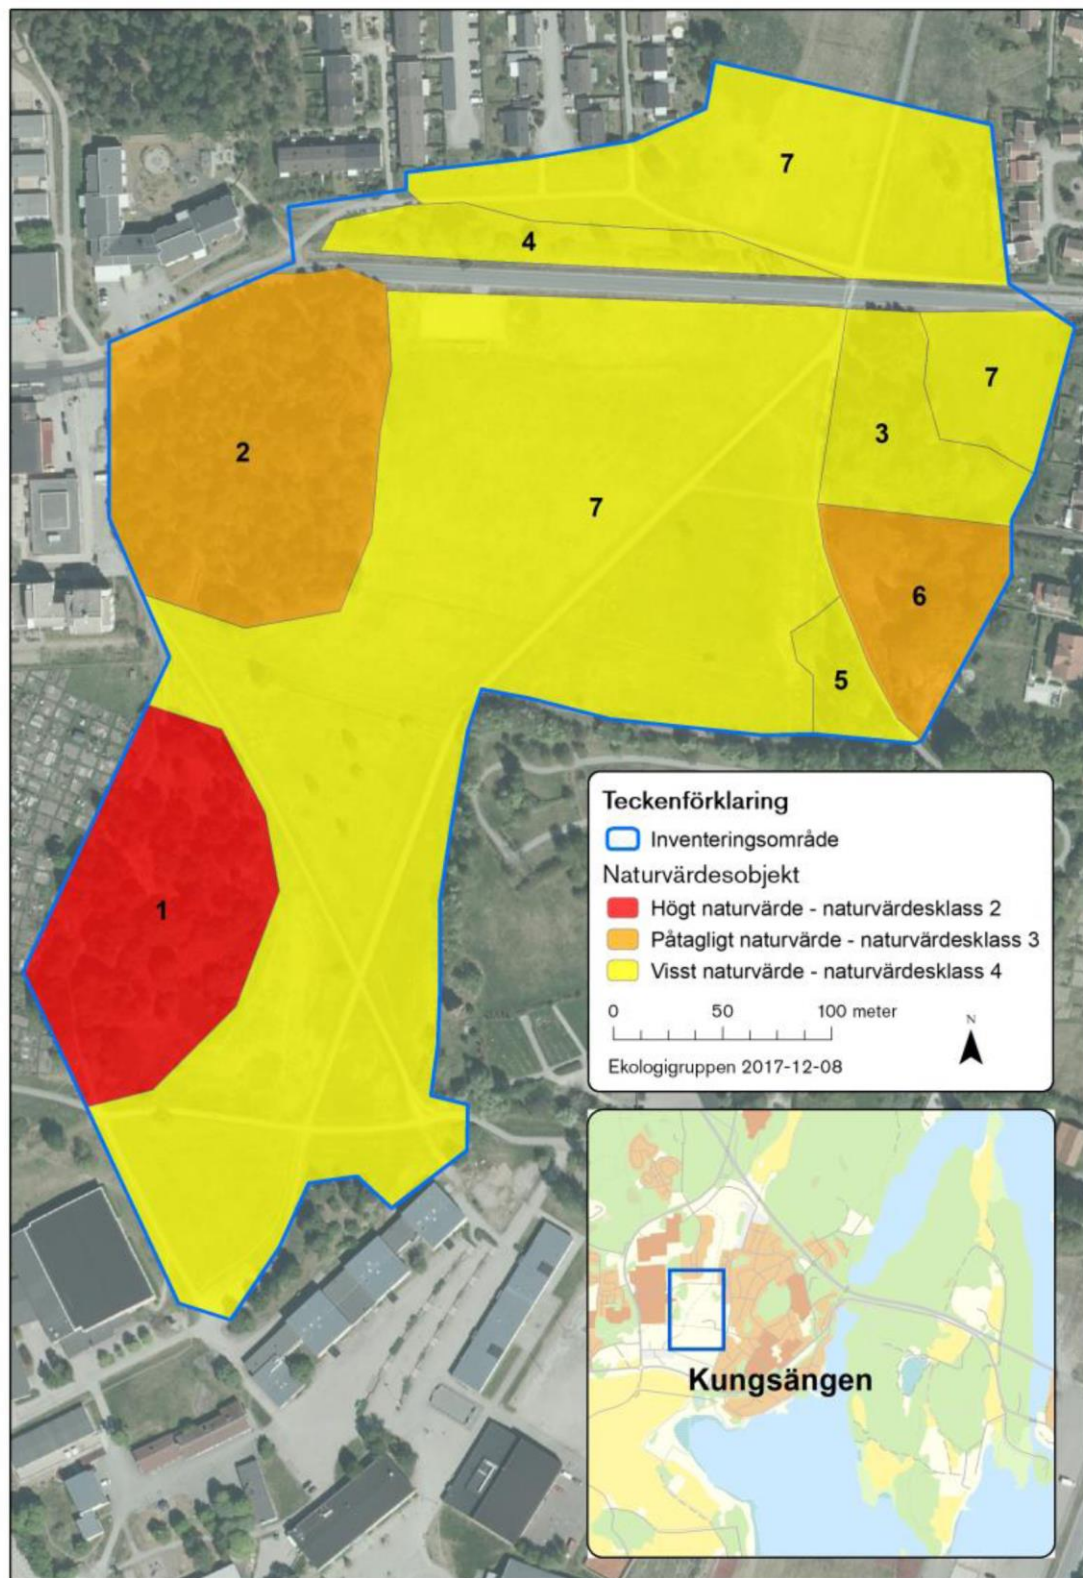 7
4
7
3
2
7
6
5
1
Teckenförklaring
Inventeringsområde
Naturvärdesobjekt
Högt naturvärde - naturvärdesklass 2
Påtagligt naturvärde - naturvärdesklass 3
Visst naturvärde - naturvärdesklass 4
0 50 100 meter
N
Ekologigruppen 2017-12-08
Kungsängen